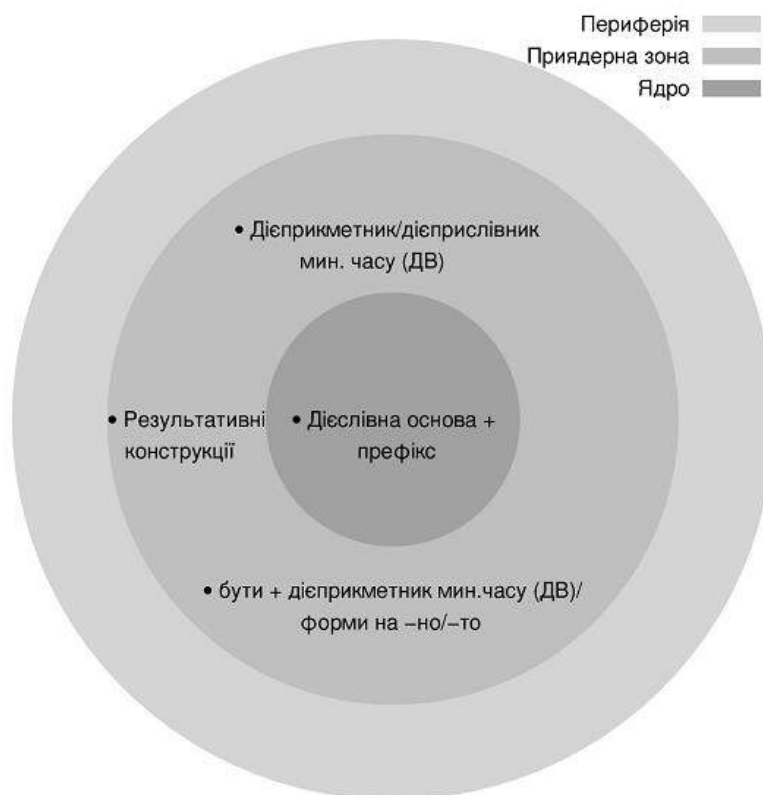 Периферія
Приядерна зона
Ядро
• Дієприкметник/дієприслівник
мин. часу (ДВ)
• Результативні
конструкції
• Дієслівна основа +
префікс
• бути + дієприкметник мин.часу (ДВ)/
форми на –но/–то